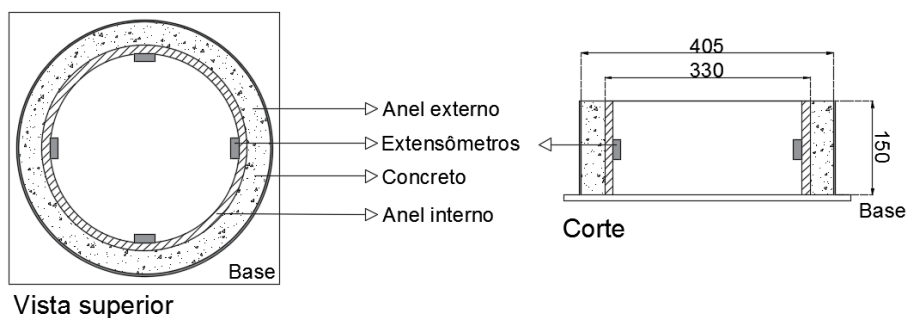 Anel externo
Extensômetros
Concreto
Anel interno
Base
Vista superior
405
330
150
Base
Corte